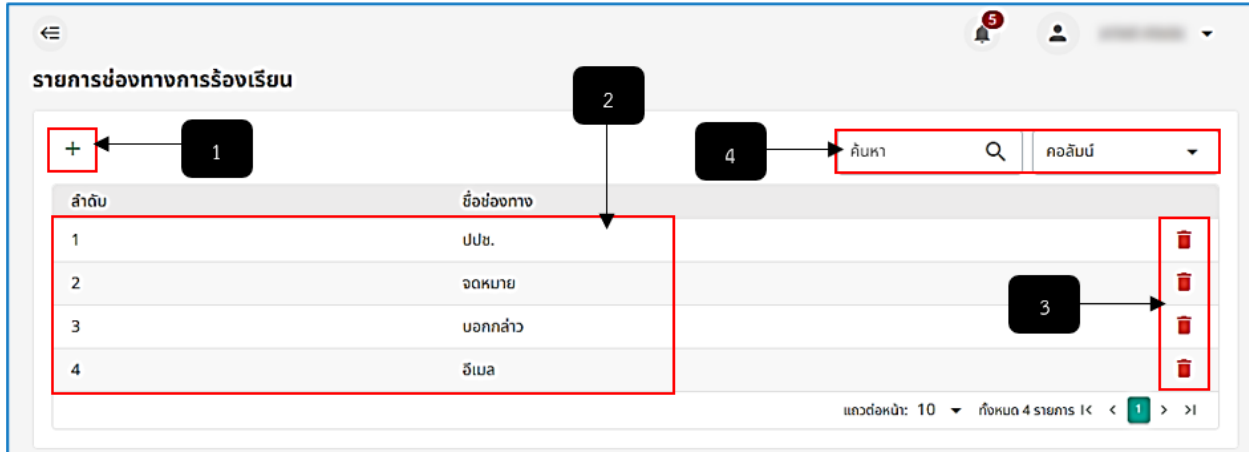 5
รายการช่องทางการร้องเรียน
2
1
4
ค้นหา
คอลัมน์
ลำดับ ชื่อช่องทาง
1 ปปช.
2 จดหมาย
3 บอกกล่าว
3
4 อีเมล
แถวต่อหน้า: 10 ทั้งหมด 4 รายการ |< < 1 > >|